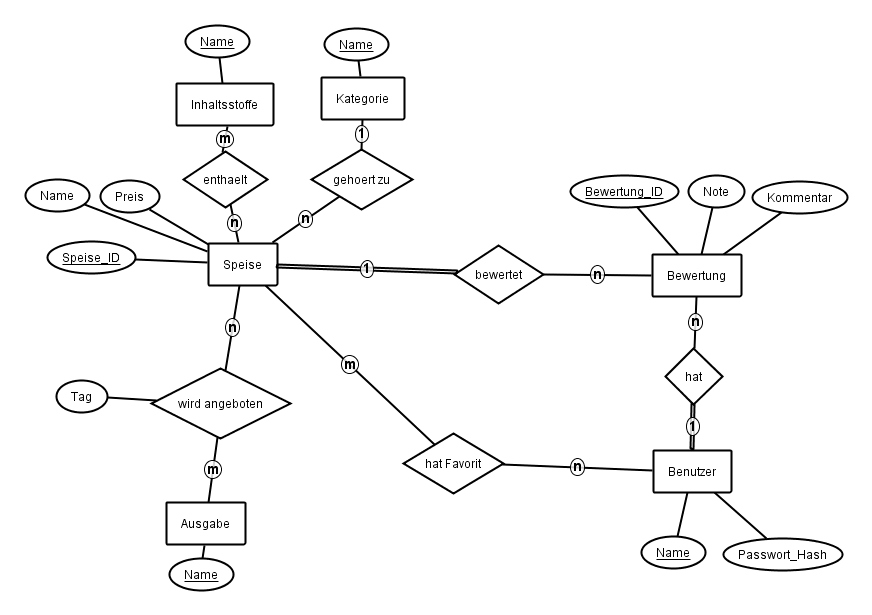 Name
Name
Inhaltsstoffe
Kategorie
m
1
enthaelt
gehoert zu
Name
Preis
Bewertung_ID
Note
Kommentar
n
n
Speise_ID
Speise
1
bewertet
n
Bewertung
n
n
m
hat
Tag
wird angeboten
1
m
hat Favorit
n
Benutzer
Ausgabe
Name
Passwort_Hash
Name